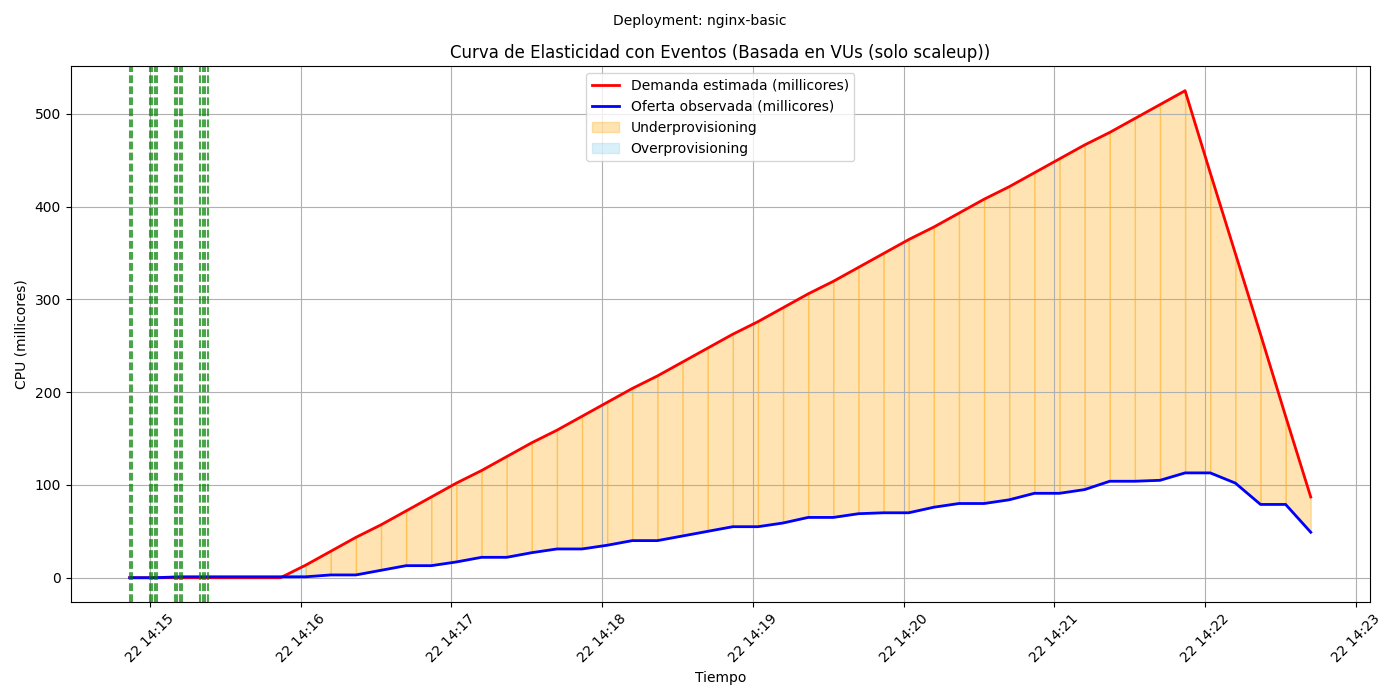 Deployment: nginx-basic
Curva de Elasticidad con Eventos (Basada en VUs (solo scaleup))
Demanda estimada (millicores)
Oferta observada (millicores)
Underprovisioning
Overprovisioning
CPU (millicores)
500
400
300
200
100
0
22 14:15
22 14:16
22 14:17
22 14:18
22 14:19
22 14:20
22 14:21
22 14:22
22 14:23
Tiempo